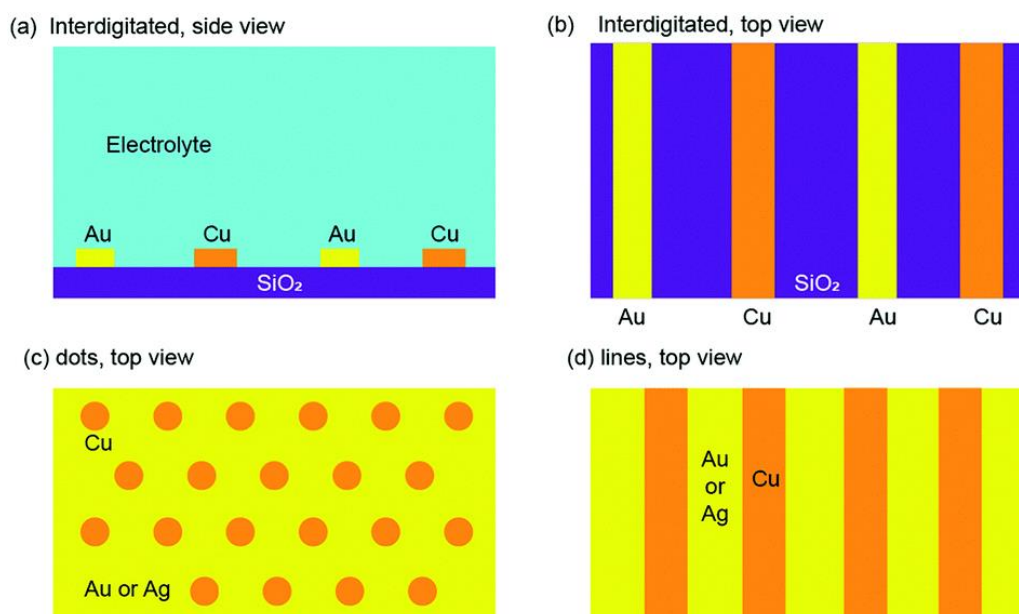 (a) Interdigitated, side view
Electrolyte
Au Cu Au Cu
SiO₂
(b) Interdigitated, top view
SiO₂
Au Cu Au Cu
(c) dots, top view
Cu
Au or Ag
(d) lines, top view
Au
or
Ag
Cu